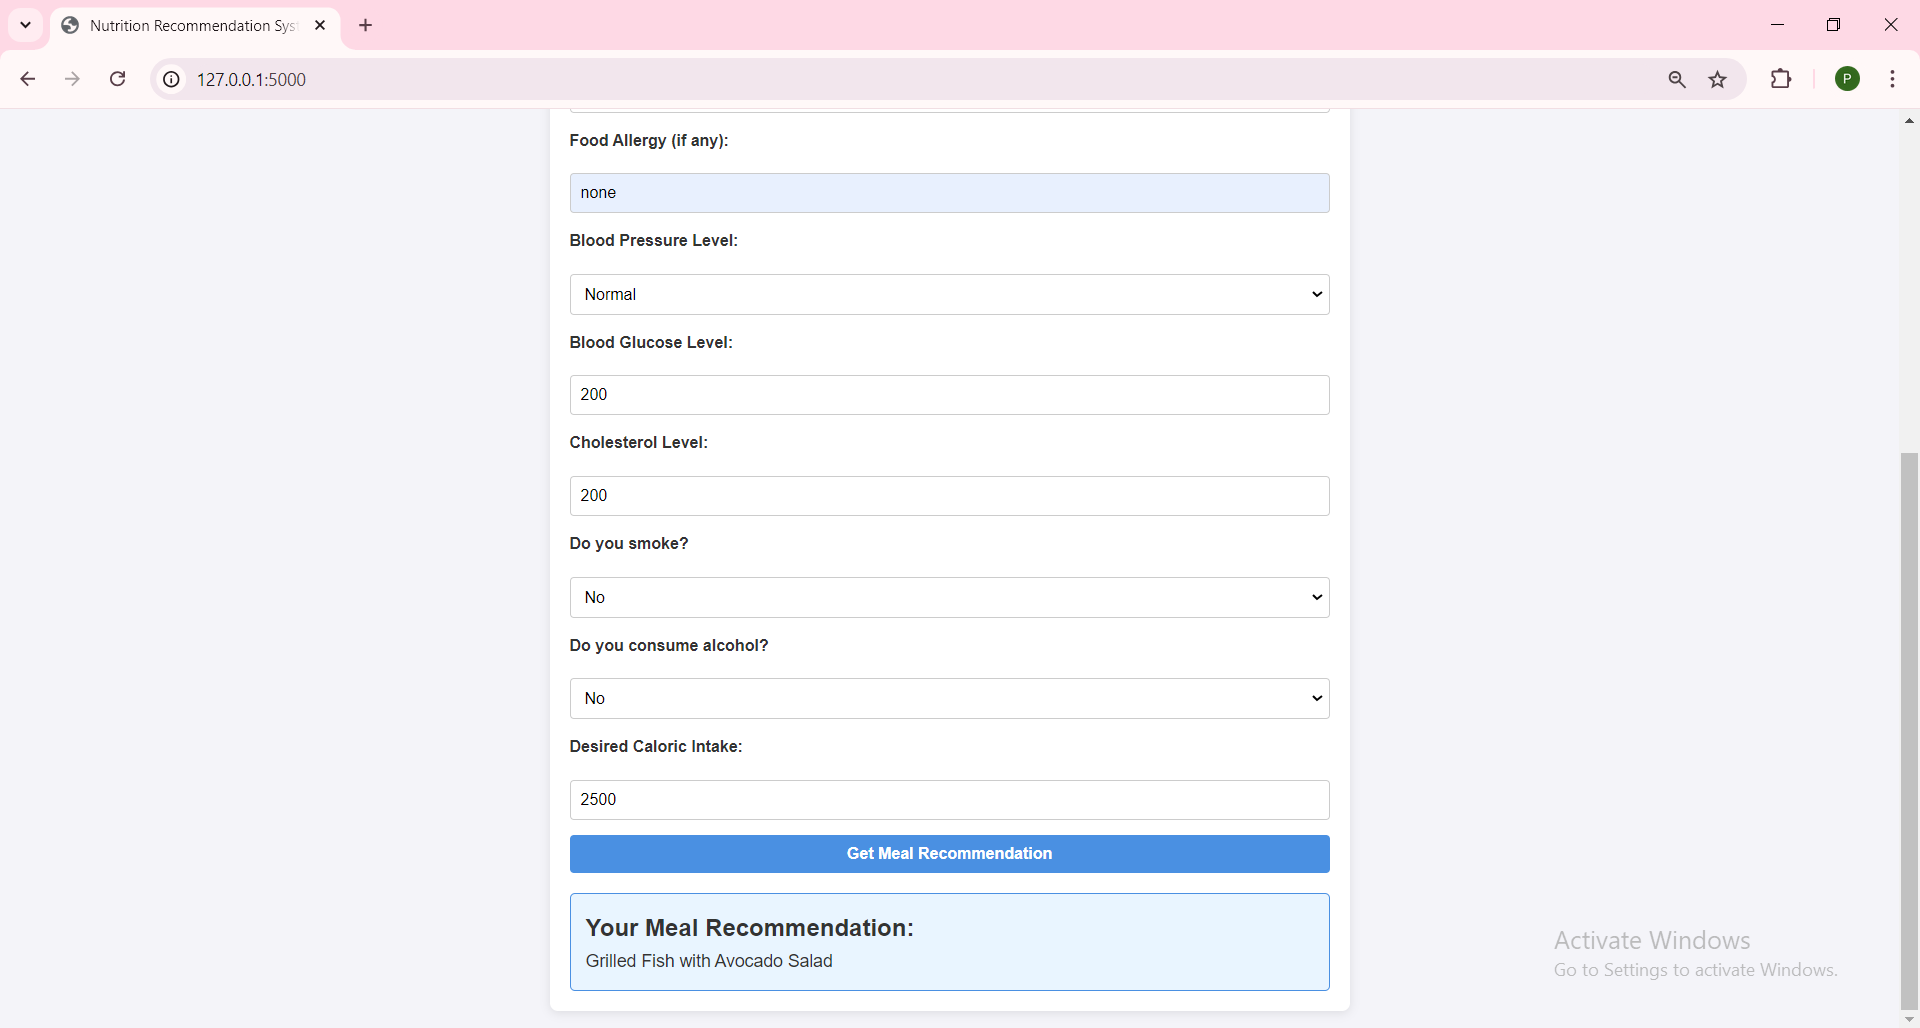 Nutrition Recommendation Sys
127.0.0.1:5000
P
Food Allergy (if any):
none
Blood Pressure Level:
Normal
Blood Glucose Level:
200
Cholesterol Level:
200
Do you smoke?
No
Do you consume alcohol?
No
Desired Caloric Intake:
2500
Get Meal Recommendation
Your Meal Recommendation:
Grilled Fish with Avocado Salad
Activate Windows
Go to Settings to activate Windows.